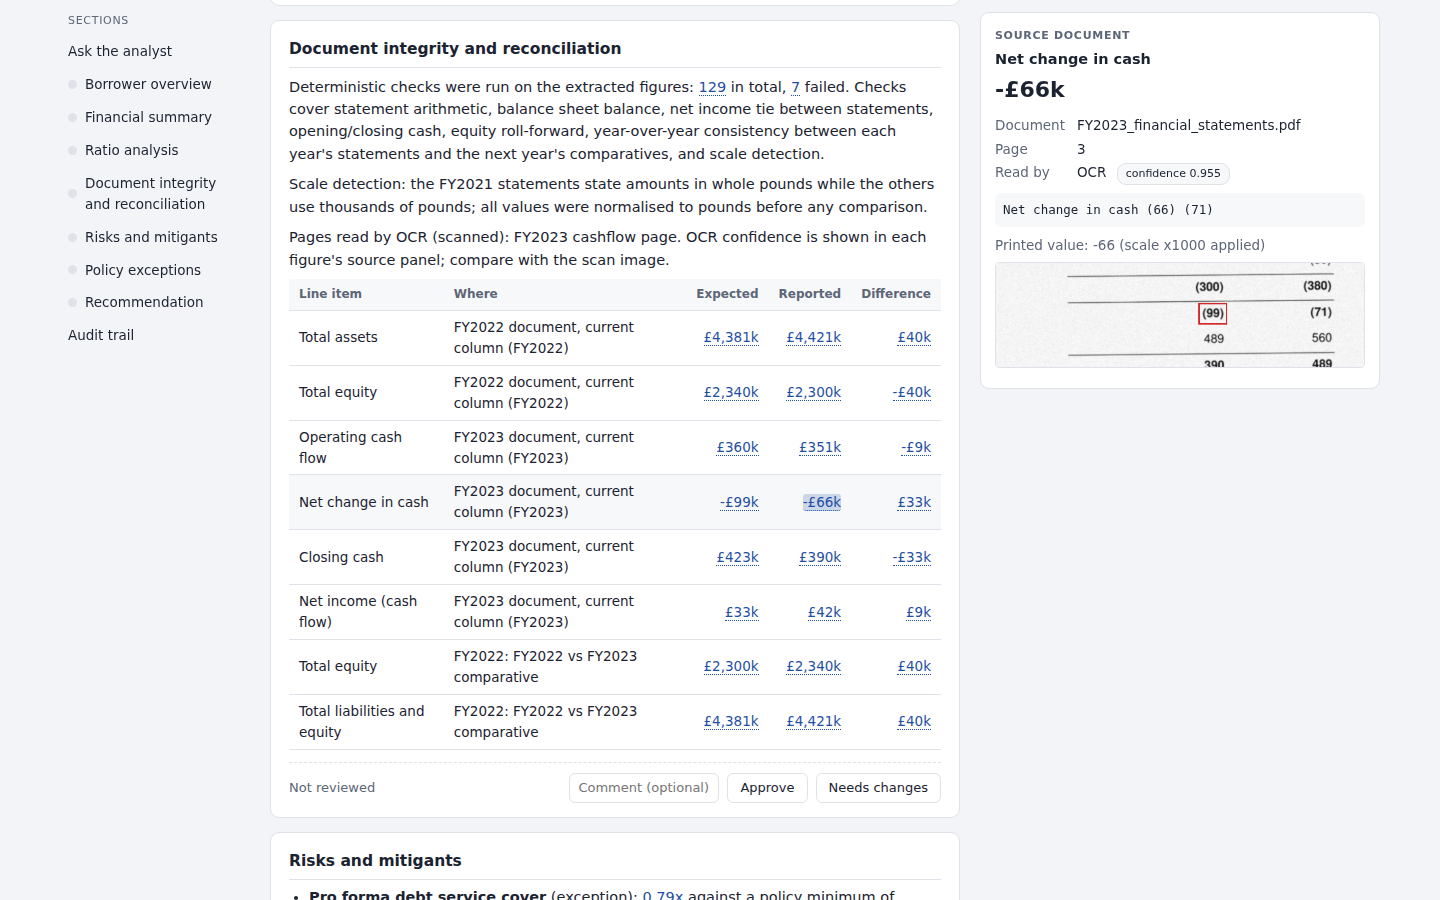 SECTIONS
Ask the analyst
Borrower overview
Financial summary
Ratio analysis
Document integrity
and reconciliation
Risks and mitigants
Policy exceptions
Recommendation
Audit trail
Document integrity and reconciliation
Deterministic checks were run on the extracted figures: 129 in total, 7 failed. Checks
cover statement arithmetic, balance sheet balance, net income tie between statements,
opening/closing cash, equity roll-forward, year-over-year consistency between each
year's statements and the next year's comparatives, and scale detection.
Scale detection: the FY2021 statements state amounts in whole pounds while the others
use thousands of pounds; all values were normalised to pounds before any comparison.
Pages read by OCR (scanned): FY2023 cashflow page. OCR confidence is shown in each
figure's source panel; compare with the scan image.
Line item Where Expected Reported Difference
Total assets FY2022 document, current column (FY2022) £4,381k £4,421k £40k
Total equity FY2022 document, current column (FY2022) £2,340k £2,300k -£40k
Operating cash flow FY2023 document, current column (FY2023) £360k £351k -£9k
Net change in cash FY2023 document, current column (FY2023) -£99k -£66k £33k
Closing cash FY2023 document, current column (FY2023) £423k £390k -£33k
Net income (cash flow) FY2023 document, current column (FY2023) £33k £42k £9k
Total equity FY2022: FY2022 vs FY2023 comparative £2,300k £2,340k £40k
Total liabilities and equity FY2022: FY2022 vs FY2023 comparative £4,381k £4,421k £40k
Not reviewed Comment (optional) Approve Needs changes
Risks and mitigants
• Pro forma debt service cover (exception): 0.79x against a policy minimum of
SOURCE DOCUMENT
Net change in cash
-£66k
Document FY2023_financial_statements.pdf
Page 3
Read by OCR confidence 0.955
Net change in cash (66) (71)
Printed value: -66 (scale x1000 applied)
(300) (380)
(99) (71)
489 560
390 489